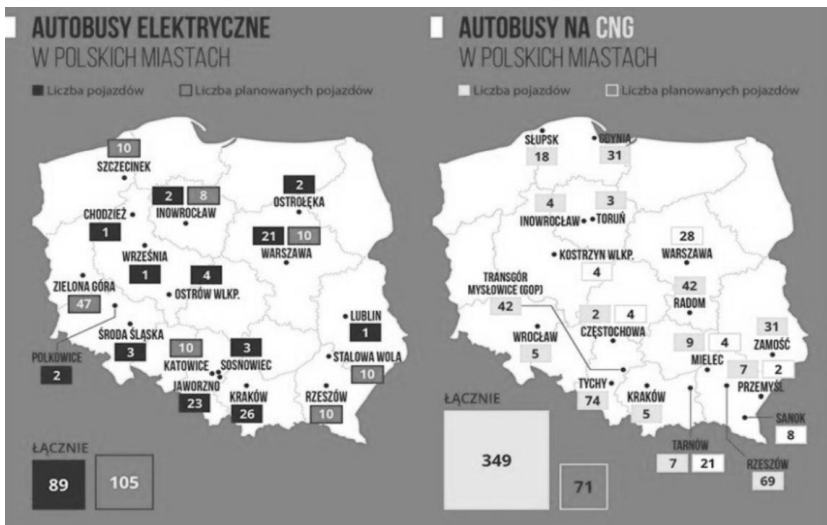 AUTOBUSY ELEKTRYCZNE
W POLSKICH MIASTACH
Liczba pojazdów
Liczba planowanych pojazdów
10
SZCZECINEK
2
8
INOWROCŁAW
2
OSTROŁĘKA
CHODZIEŻ
1
21
10
WARSZAWA
WRZEŚNIA
1
4
OSTRÓW WLKP.
ZIELONA GÓRA
47
LUBLIN
1
ŚRODA ŚLĄSKA
3
POLKOWICE
2
10
KATOWICE
3
SOSNOWIEC
STALOWA WOLA
10
JAWORZNO
23
KRAKÓW
26
RZESZÓW
10
ŁĄCZNIE
89
105
AUTOBUSY NA CNG
W POLSKICH MIASTACH
Liczba pojazdów
Liczba planowanych pojazdów
SŁUPSK
18
GDYNIA
31
4
INOWROCŁAW
3
TORUŃ
KOSTRZYN WLKP.
4
28
WARSZAWA
TRANSGÓR
MYSŁOWICE (GOP)
42
42
RADOM
2
4
CZĘSTOCHOWA
WROCŁAW
5
31
ZAMOŚĆ
9
4
MIELEC
7
2
PRZEMYŚL
TYCHY
74
KRAKÓW
5
SANOK
8
TARNÓW
7
21
RZESZÓW
69
ŁĄCZNIE
349
71